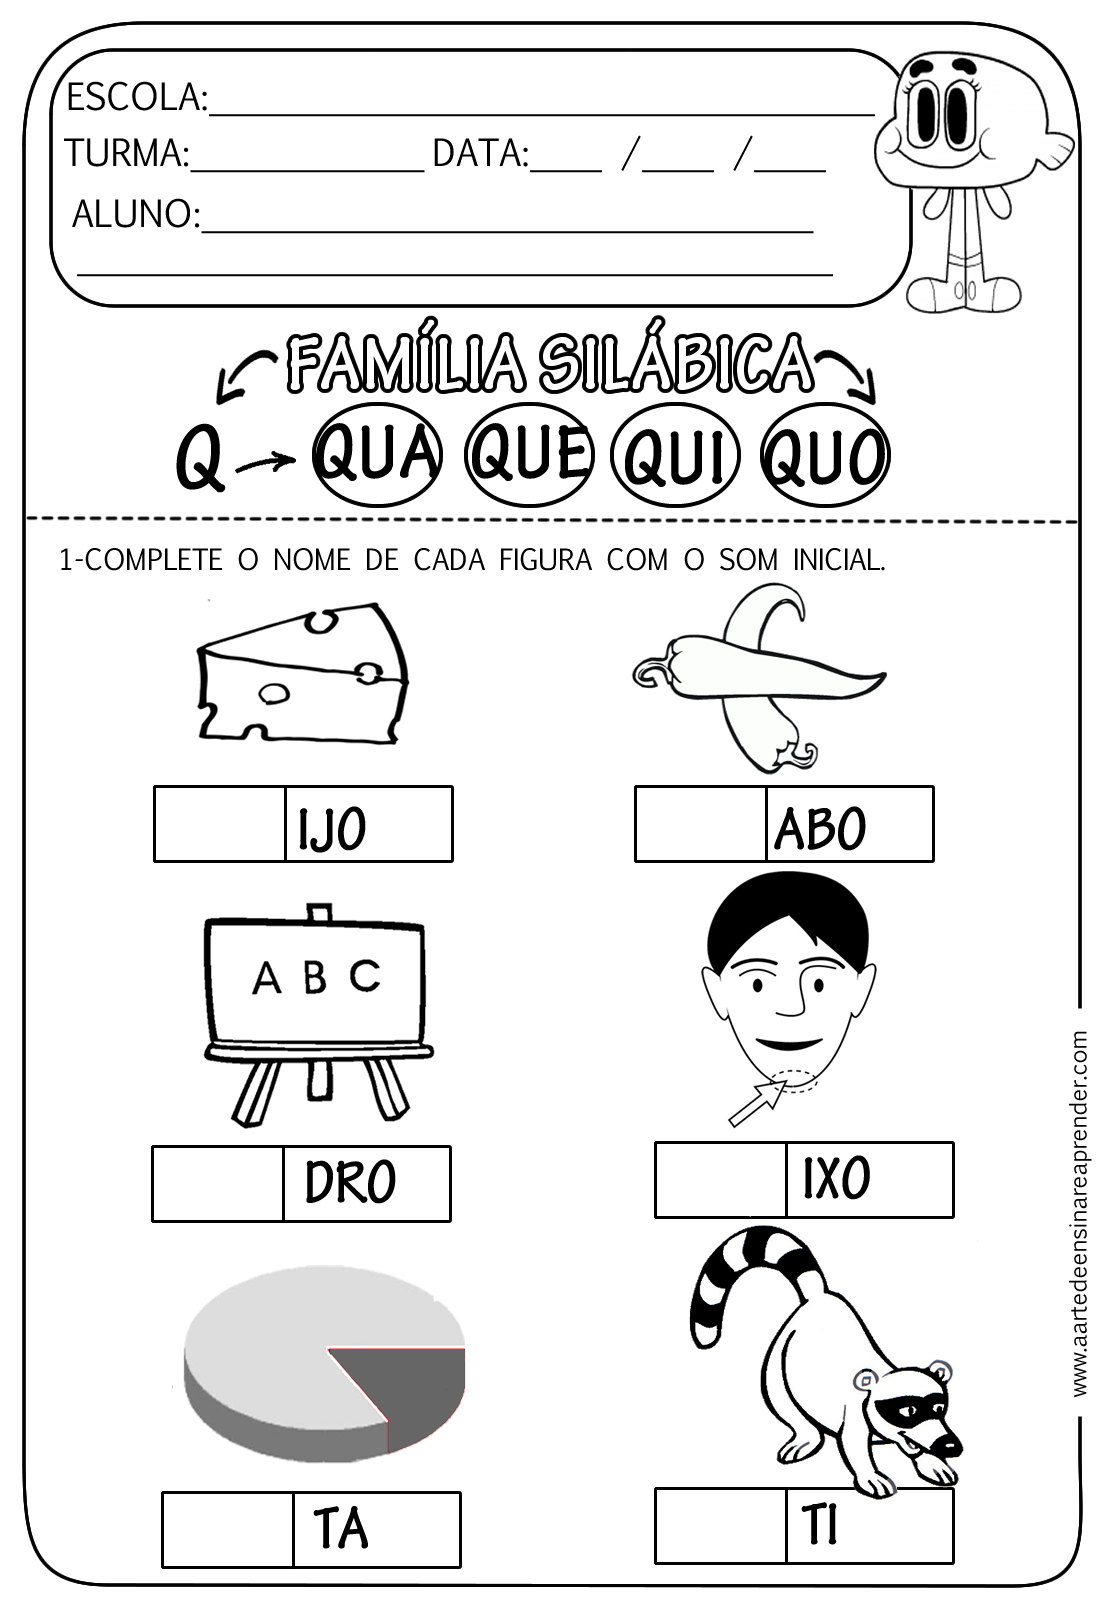 ESCOLA:
TURMA: DATA: / /
ALUNO:
FAMÍLIA SILÁBICA
Q QUA QUE QUI QUO
1-COMPLETE O NOME DE CADA FIGURA COM O SOM INICIAL.
IJO
ABO
A B C
DRO
IXO
TA
TI
www.aartedeensinareaprender.com